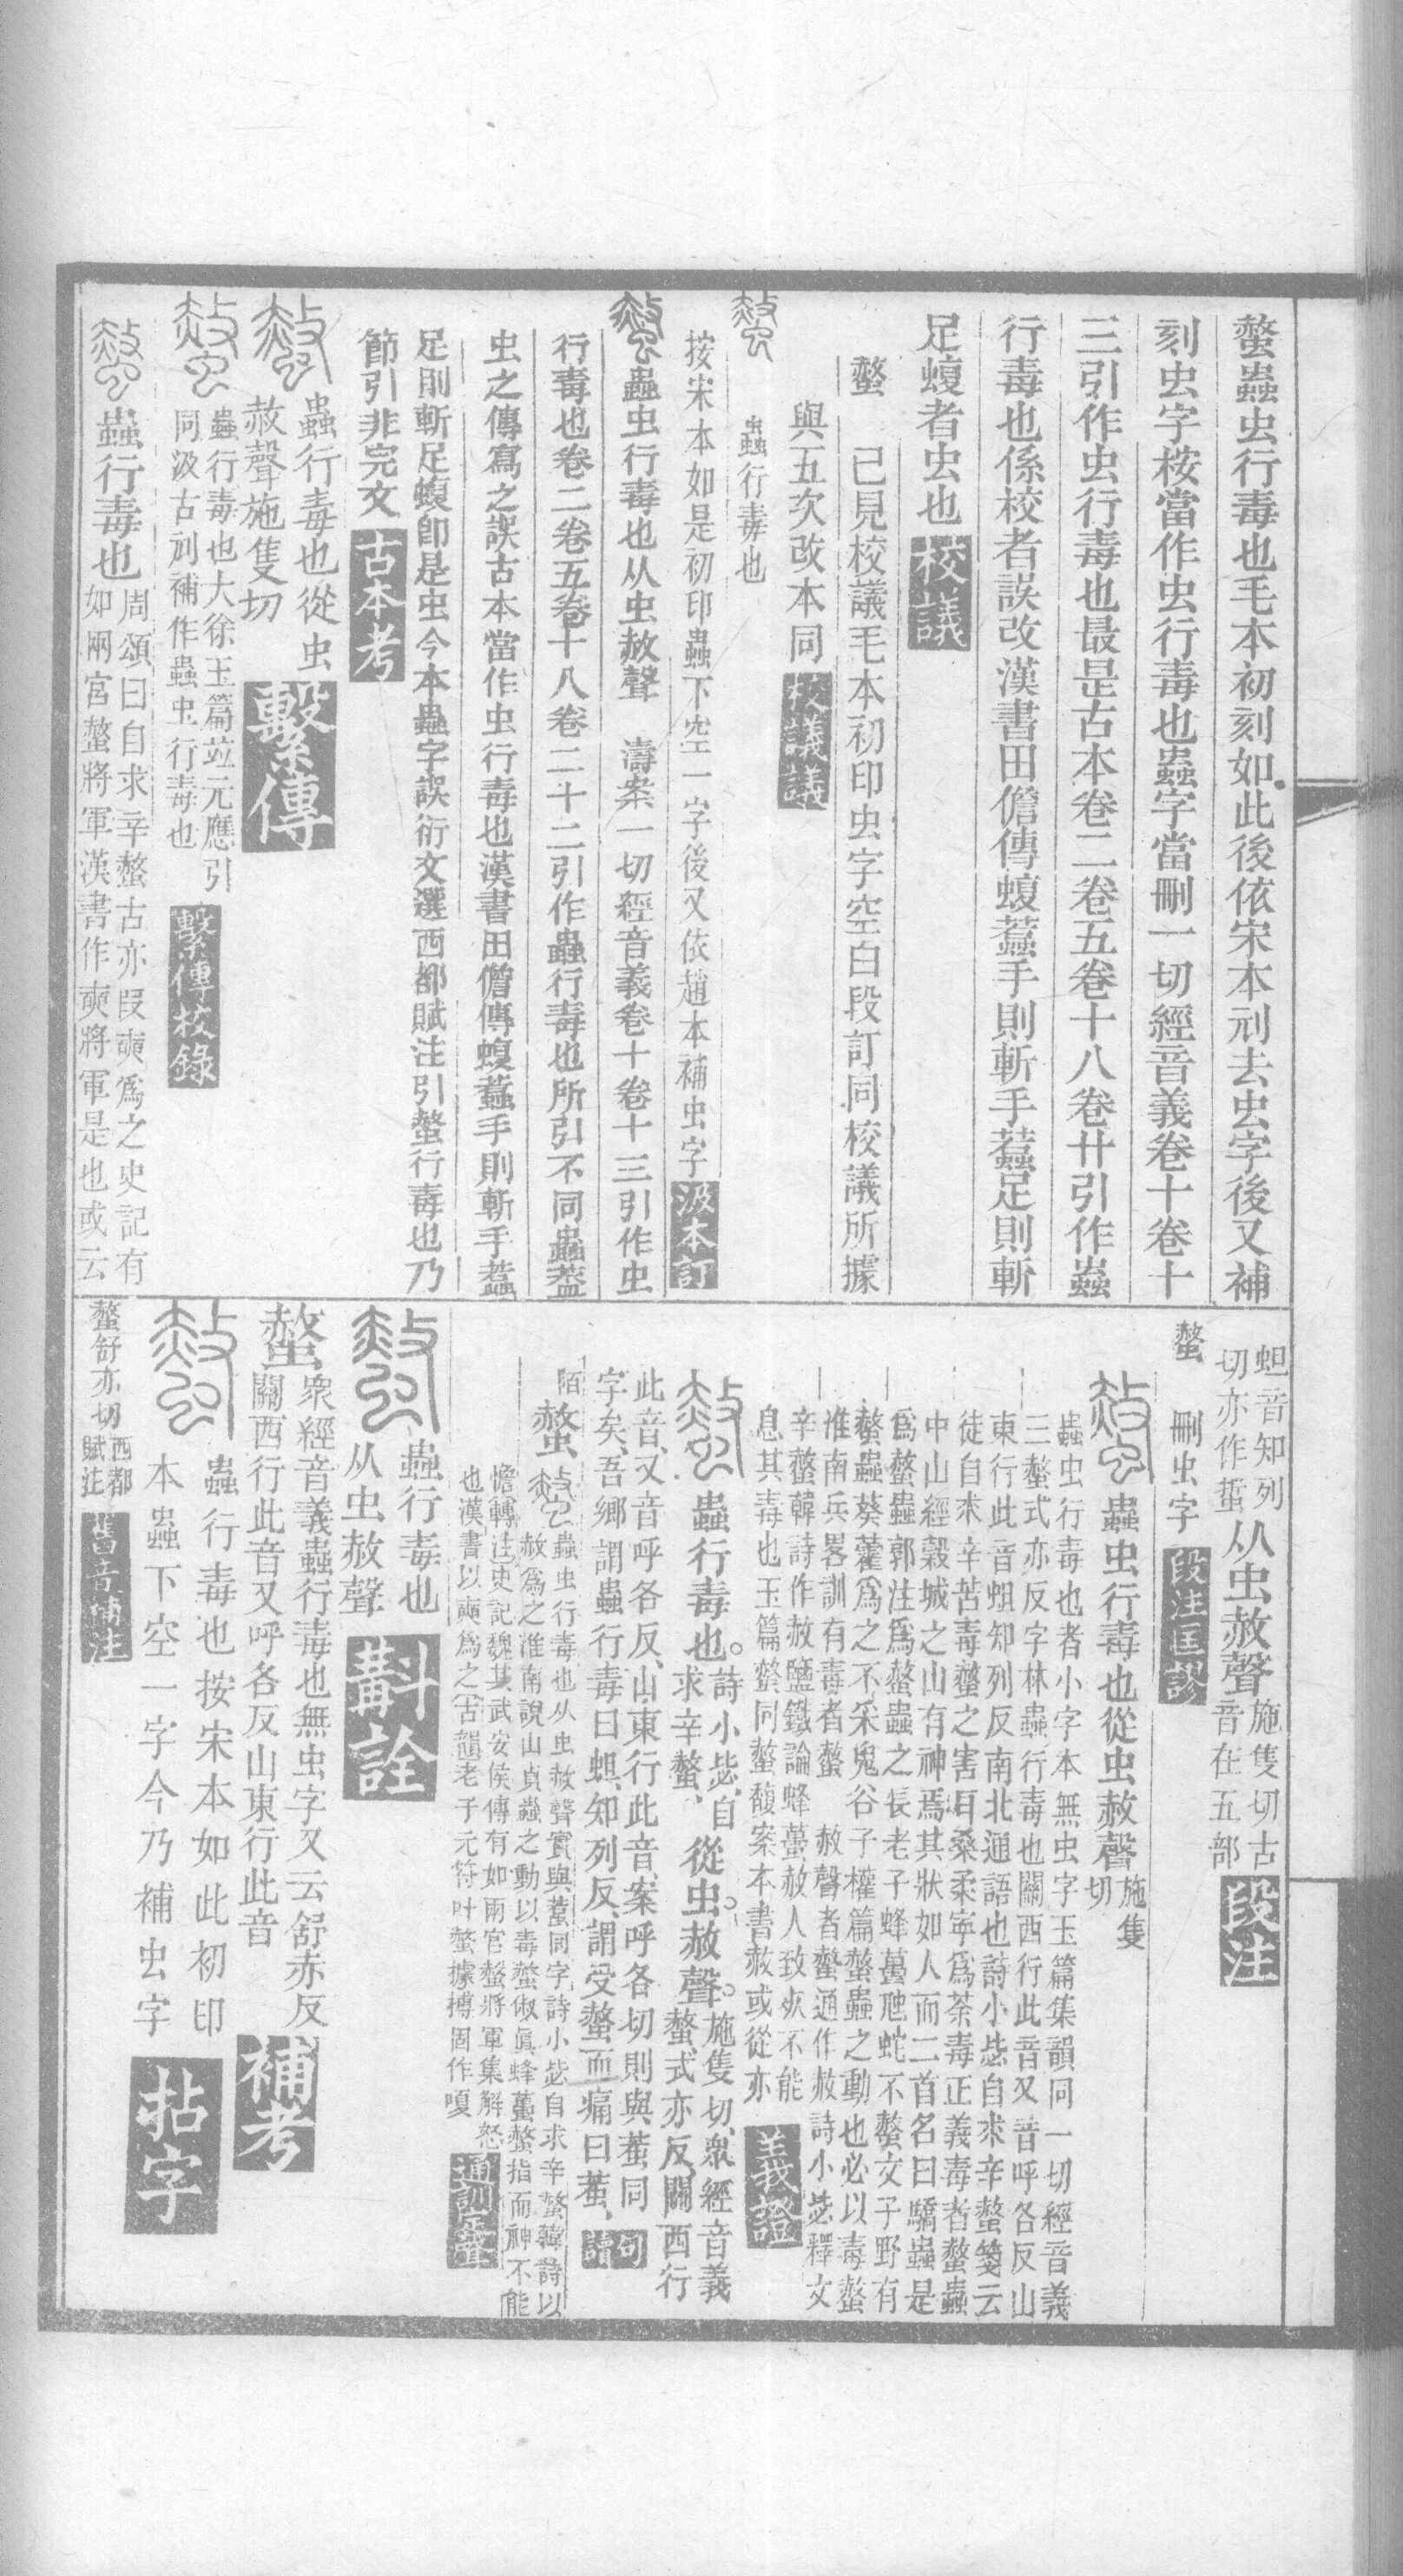 螫蟲虫行毒也毛本初刻如此後依宋本刓去虫字後又補
刻虫字桉當作虫行毒也蟲字當刪一切經音義卷十卷十
三引作虫行毒也最是古本卷二卷五卷十八卷廿引作蟲
行毒也係校者誤改漢書田儋傳蝮蠚手則斬手蠚足則斬
足蝮者虫也校議
螫　已見校議毛本初印虫字空白段訂同校議所據
與五次改本同校議議
蟲行毒也
按宋本如是初印蟲下空一字後又依趙本補虫字汲本訂
蟲虫行毒也从虫赦聲　濤案一切經音義卷十卷十三引作虫
行毒也卷二卷五卷十八卷二十二引作蟲行毒也所引不同蟲蓋
虫之傳寫之誤古本當作虫行毒也漢書田儋傳蝮蠚手則斬手蠚
足則斬足蝮卽是虫今本蟲字誤衍文選西都賦注引螫行毒也乃
節引非完文古本考
蟲行毒也從虫
赦聲施隻切繫傳
蟲行毒也大徐玉篇竝元應引
同汲古刓補作蟲虫行毒也繫傳校錄
蟲行毒也周頌曰自求辛螫古亦叚奭爲之史記有
如兩宮螫將軍漢書作奭將軍是也或云
蛆音知列
切亦作蜇从虫赦聲施隻切古
音在五部段注
螫　刪虫字段注匡謬
蟲虫行毒也從虫赦聲施隻
切
蟲虫行毒也者小字本無虫字玉篇集韻同一切經音義
三螫式亦反字林蟲行毒也關西行此音又音呼各反山
東行此音蛆知列反南北通語也詩小毖自求辛螫箋云
徒自求辛苦毒螫之害耳桑柔寧爲荼毒正義毒者螫蟲
中山經縠城之山有神焉其狀如人而二首名曰驕蟲是
爲螫蟲郭注爲螫蟲之長老子蜂蠆虺蛇不螫文子野有
螫蟲葵藿爲之不采鬼谷子權篇螫蟲之動也必以毒螫
淮南兵畧訓有毒者螫　赦聲者螫通作赦詩小毖釋文
辛螫韓詩作赦鹽鐵論蜂蠆赦人致疚不能
息其毒也玉篇螫同螫馥案本書赦或從亦義證
蟲行毒也。詩小毖自
求辛螫、從虫。赦聲。施隻切、衆經音義
螫、式亦反、關西行
此音、又音呼各反、山東行此音、案呼各切則與蠚同
字矣、吾鄉謂蟲行毒曰蛆、知列反、謂受螫而痛曰蠚、句讀
陌螫　蟲虫行毒也从虫赦聲實與蠚同字詩小毖自求辛螫韓詩以
赦爲之淮南說山貞蟲之動以毒螫俶眞蜂蠆螫指而神不能
憺轉注史記魏其武安侯傳有如兩宮螫將軍集解怒
也漢書以奭爲之古韻老子元符叶螫據搏固作嗄通訓定聲
蟲行毒也
从虫赦聲斠詮
螫衆經音義蟲行毒也無虫字又云舒赤反
關西行此音又呼各反山東行此音補考
蟲行毒也按宋本如此初印
本蟲下空一字今乃補虫字拈字
螫舒亦切西都
賦注舊音補注